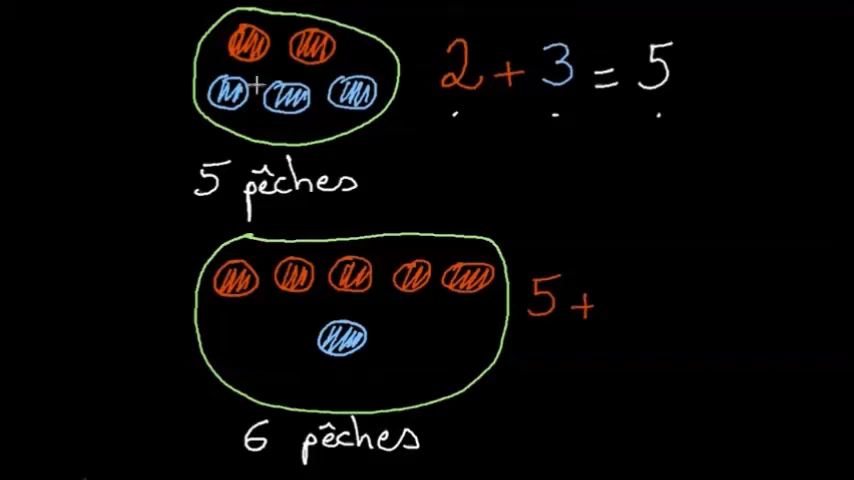 2 + 3 = 5
5 pêches
5 +
6 pêches